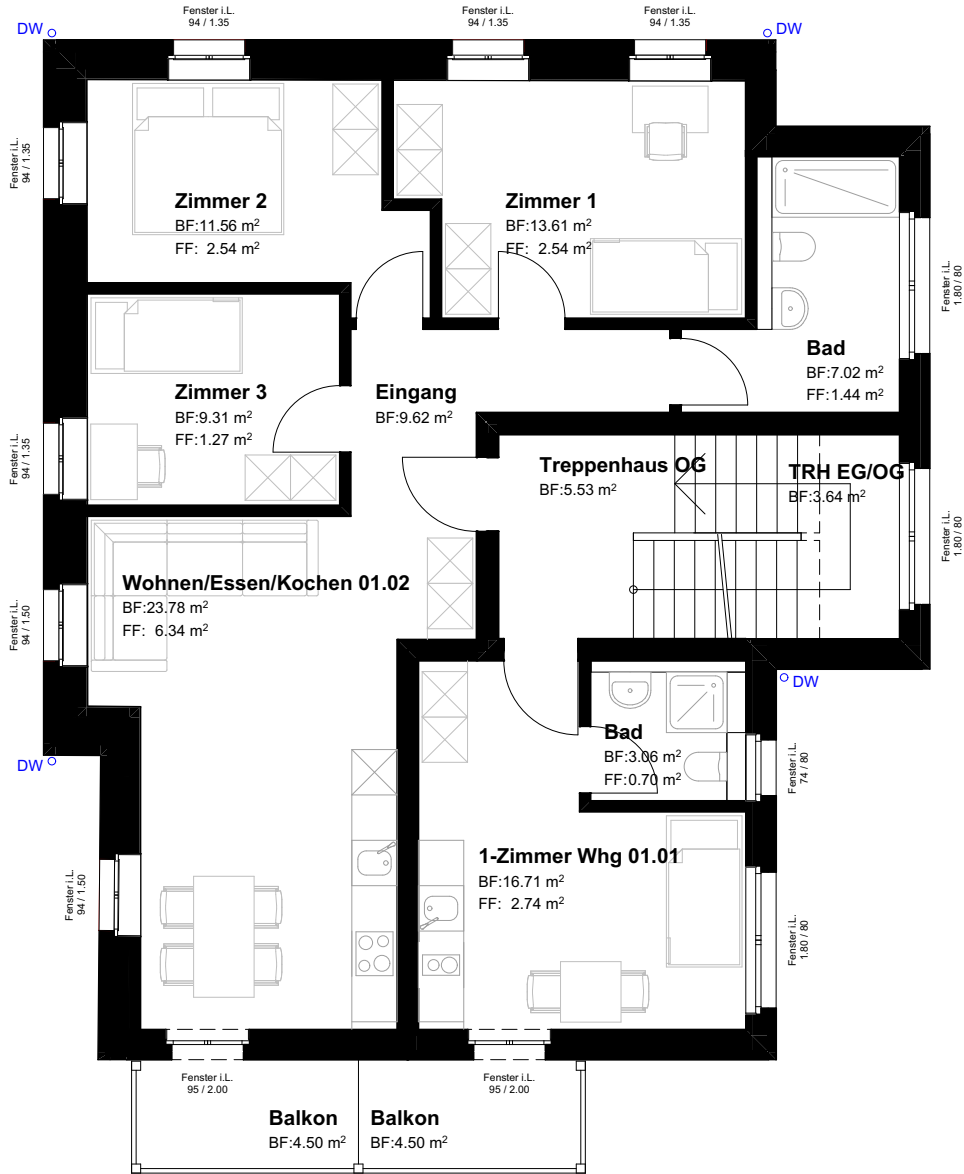 Fenster i.L.
94 / 1.35
Fenster i.L.
94 / 1.35
Fenster i.L.
94 / 1.35
DW
DW
Fenster i.L.
94 / 1.35
Zimmer 2
BF:11.56 m²
FF: 2.54 m²
Zimmer 1
BF:13.61 m²
FF: 2.54 m²
Fenster i.L.
1.80 / 80
Bad
BF:7.02 m²
FF:1.44 m²
Zimmer 3
BF:9.31 m²
FF:1.27 m²
Eingang
BF:9.62 m²
Fenster i.L.
94 / 1.35
Treppenhaus OG
BF:5.53 m²
TRH EG/OG
BF:3.64 m²
Fenster i.L.
1.80 / 80
Wohnen/Essen/Kochen 01.02
BF:23.78 m²
FF: 6.34 m²
Fenster i.L.
94 / 1.50
DW
DW
Bad
BF:3.06 m²
FF:0.70 m²
Fenster i.L.
74 / 80
1-Zimmer Whg 01.01
BF:16.71 m²
FF: 2.74 m²
Fenster i.L.
94 / 1.50
Fenster i.L.
1.80 / 80
Fenster i.L.
95 / 2.00
Fenster i.L.
95 / 2.00
Balkon
BF:4.50 m²
Balkon
BF:4.50 m²